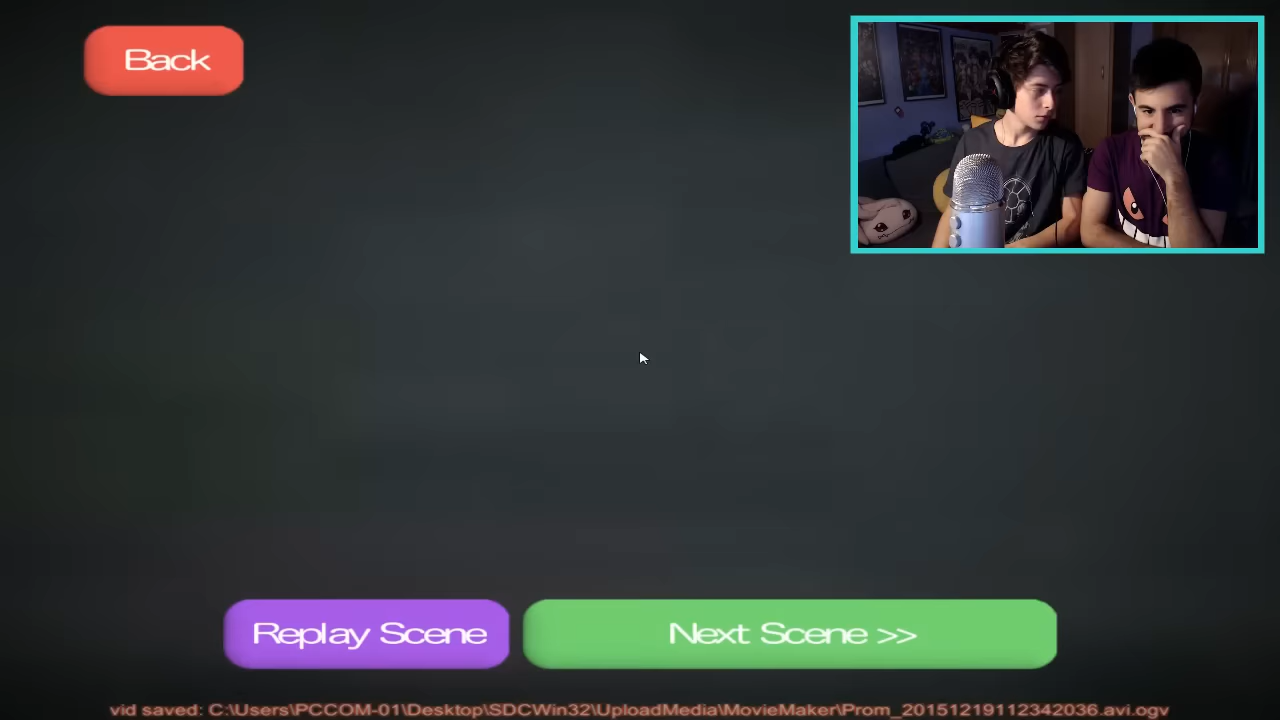 Back
Replay Scene
Next Scene >>
vid saved: C:\Users\PCCOM-01\Desktop\SDCWin32\UploadMedia\MovieMaker\Prom_20151219112342036.avi.ogv